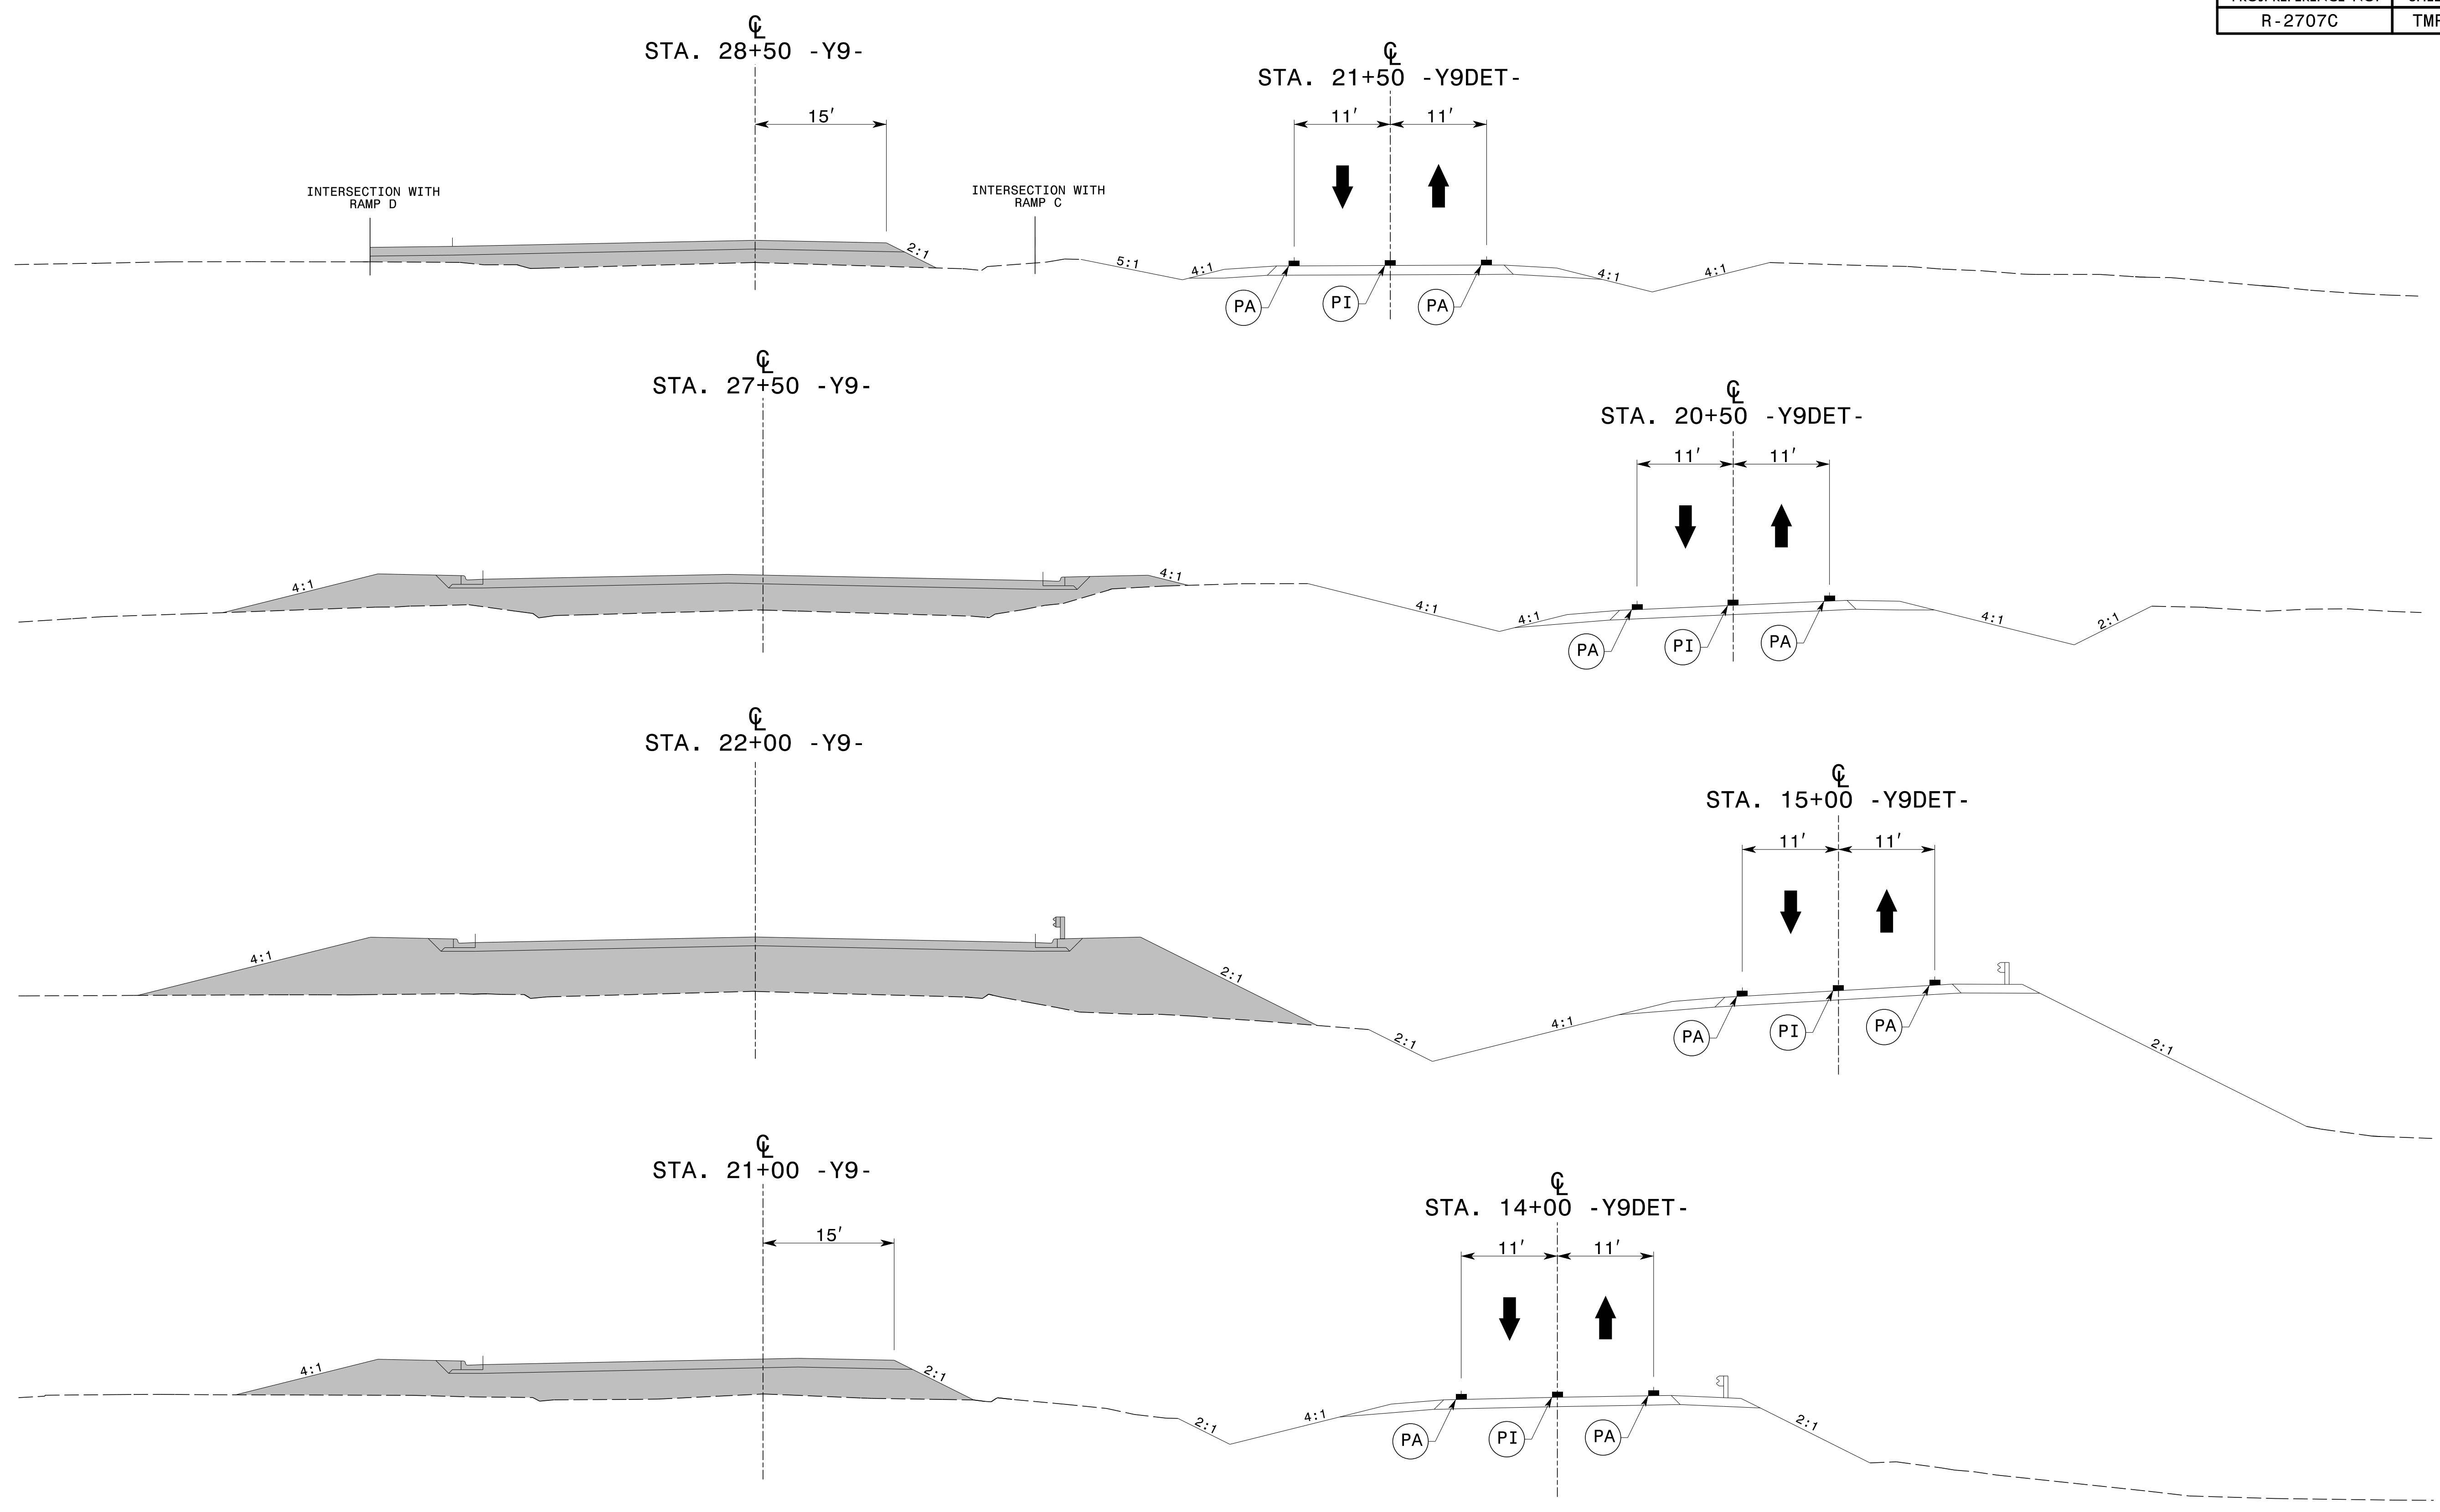 R-2707C
℄
STA. 28+50 -Y9-
15'
INTERSECTION WITH
RAMP D
INTERSECTION WITH
RAMP C
2:1
℄
STA. 21+50 -Y9DET-
11' 11'
5:1 4:1 4:1 4:1
PA PI PA
℄
STA. 27+50 -Y9-
4:1 4:1
℄
STA. 20+50 -Y9DET-
11' 11'
4:1 4:1 4:1 2:1
PA PI PA
℄
STA. 22+00 -Y9-
4:1 2:1
℄
STA. 15+00 -Y9DET-
11' 11'
2:1 4:1 2:1
PA PI PA
℄
STA. 21+00 -Y9-
15'
4:1 2:1
℄
STA. 14+00 -Y9DET-
11' 11'
2:1 4:1 2:1
PA PI PA